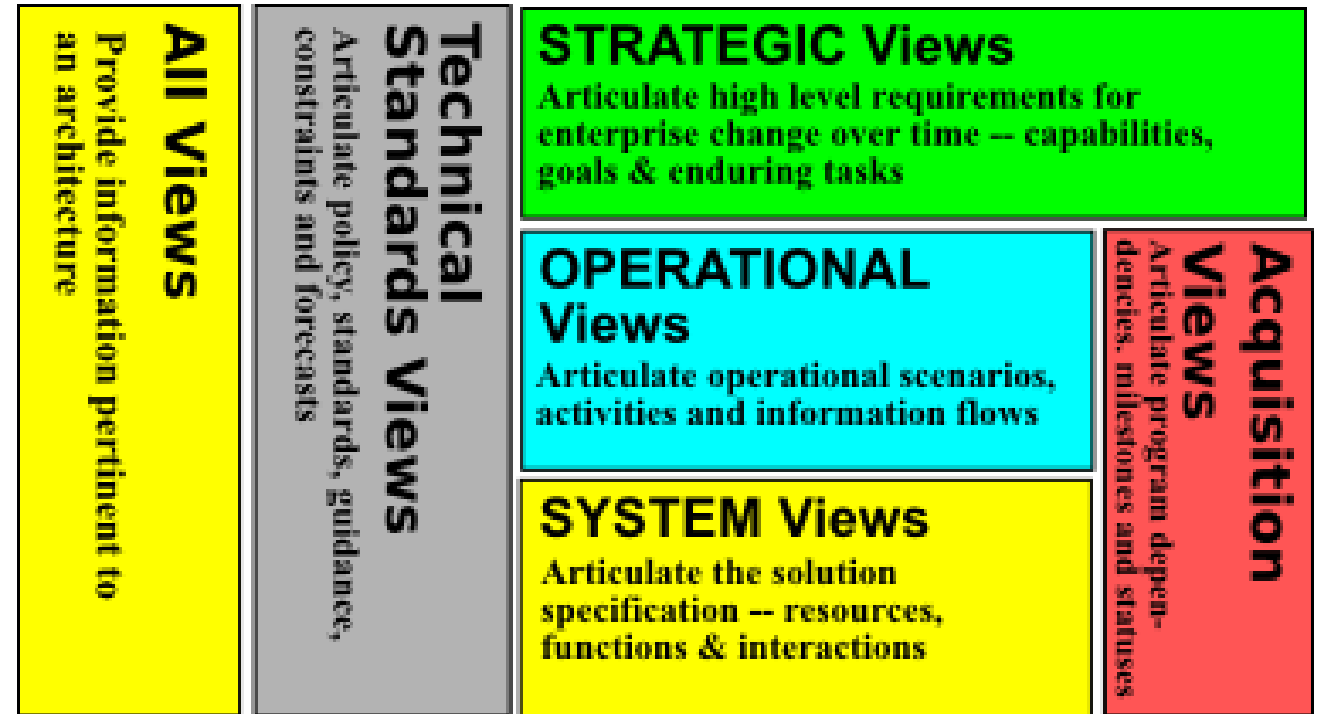 All Views
Provide information pertinent to
an architecture
Technical
Standards Views
Articulate policy, standards, guidance,
constraints and forecasts
STRATEGIC Views
Articulate high level requirements for
enterprise change over time -- capabilities,
goals & enduring tasks
OPERATIONAL
Views
Articulate operational scenarios,
activities and information flows
SYSTEM Views
Articulate the solution
specification -- resources,
functions & interactions
Acquisition
Views
Articulate program depen-
dencies, milestones and statuses